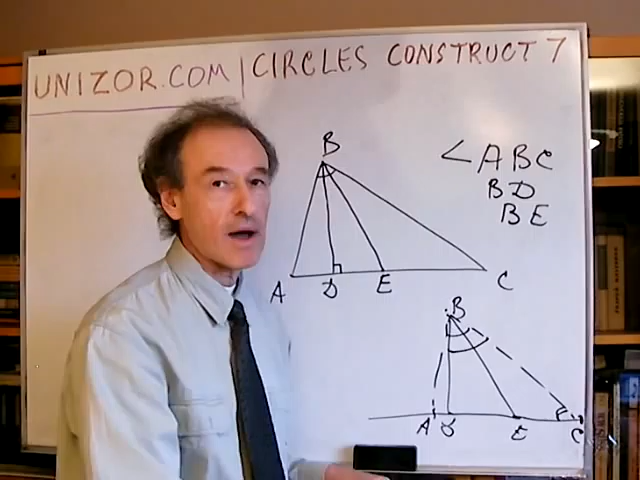 UNIZOR.COM | CIRCLES CONSTRUCT 7
B
<ABC
BD
BE
A D E C
B
A D E C